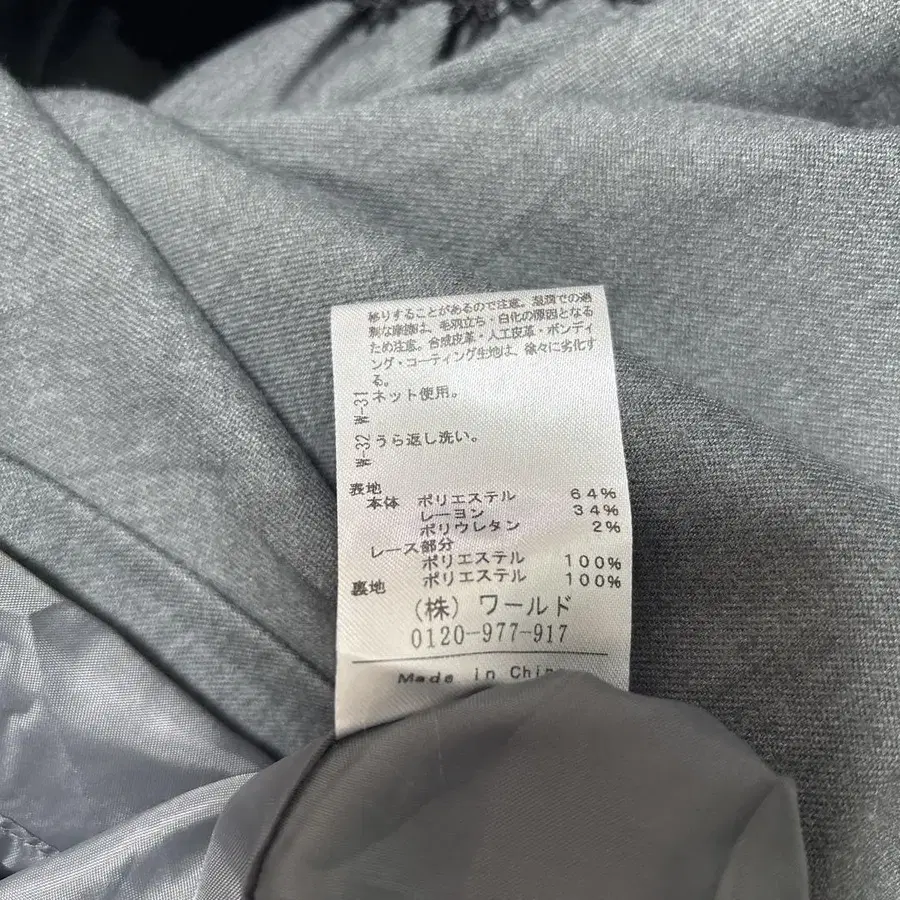 移りすることがあるので注意。湿潤での過
剰な摩擦は、毛羽立ち・白化の原因となる
ため注意。合成皮革・人工皮革・ボンディ
ング・コーティング生地は、徐々に劣化す
る。
W-31 ネット使用。
W-32 うら返し洗い。
表地
本体 ポリエステル 64%
レーヨン 34%
ポリウレタン 2%
レース部分
ポリエステル 100%
裏地 ポリエステル 100%
(株) ワールド
0120-977-917
Made in Chin